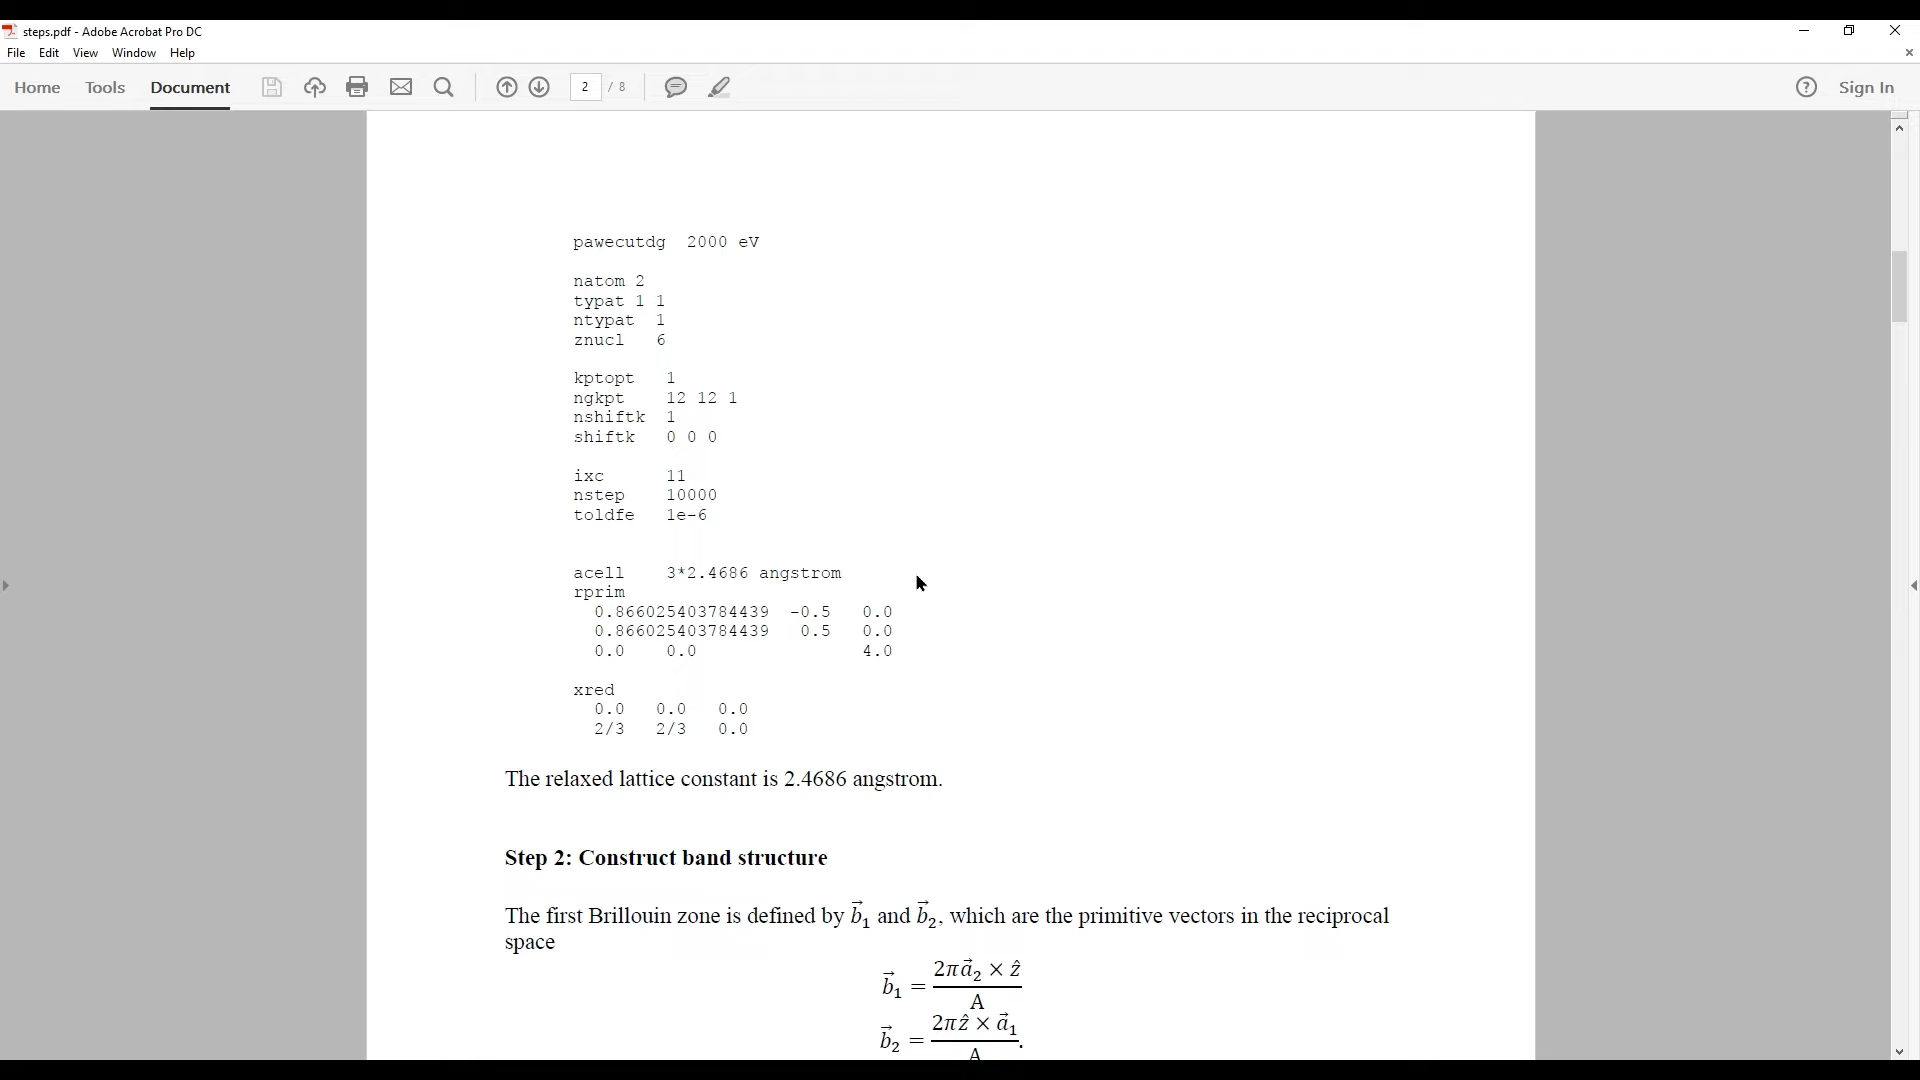 steps.pdf - Adobe Acrobat Pro DC
File Edit View Window Help
Home Tools Document 2 / 8 Sign In
pawecutdg 2000 eV
natom 2
typat 1 1
ntypat 1
znucl 6
kptopt 1
ngkpt 12 12 1
nshiftk 1
shiftk 0 0 0
ixc 11
nstep 10000
toldfe 1e-6
acell 3*2.4686 angstrom
rprim
0.866025403784439 -0.5 0.0
0.866025403784439 0.5 0.0
0.0 0.0 4.0
xred
0.0 0.0 0.0
2/3 2/3 0.0
The relaxed lattice constant is 2.4686 angstrom.
Step 2: Construct band structure
The first Brillouin zone is defined by b⃗₁ and b⃗₂, which are the primitive vectors in the reciprocal
space
b⃗₁ = 2πa⃗₂ × ẑ / A
b⃗₂ = 2πẑ × a⃗₁ / A.